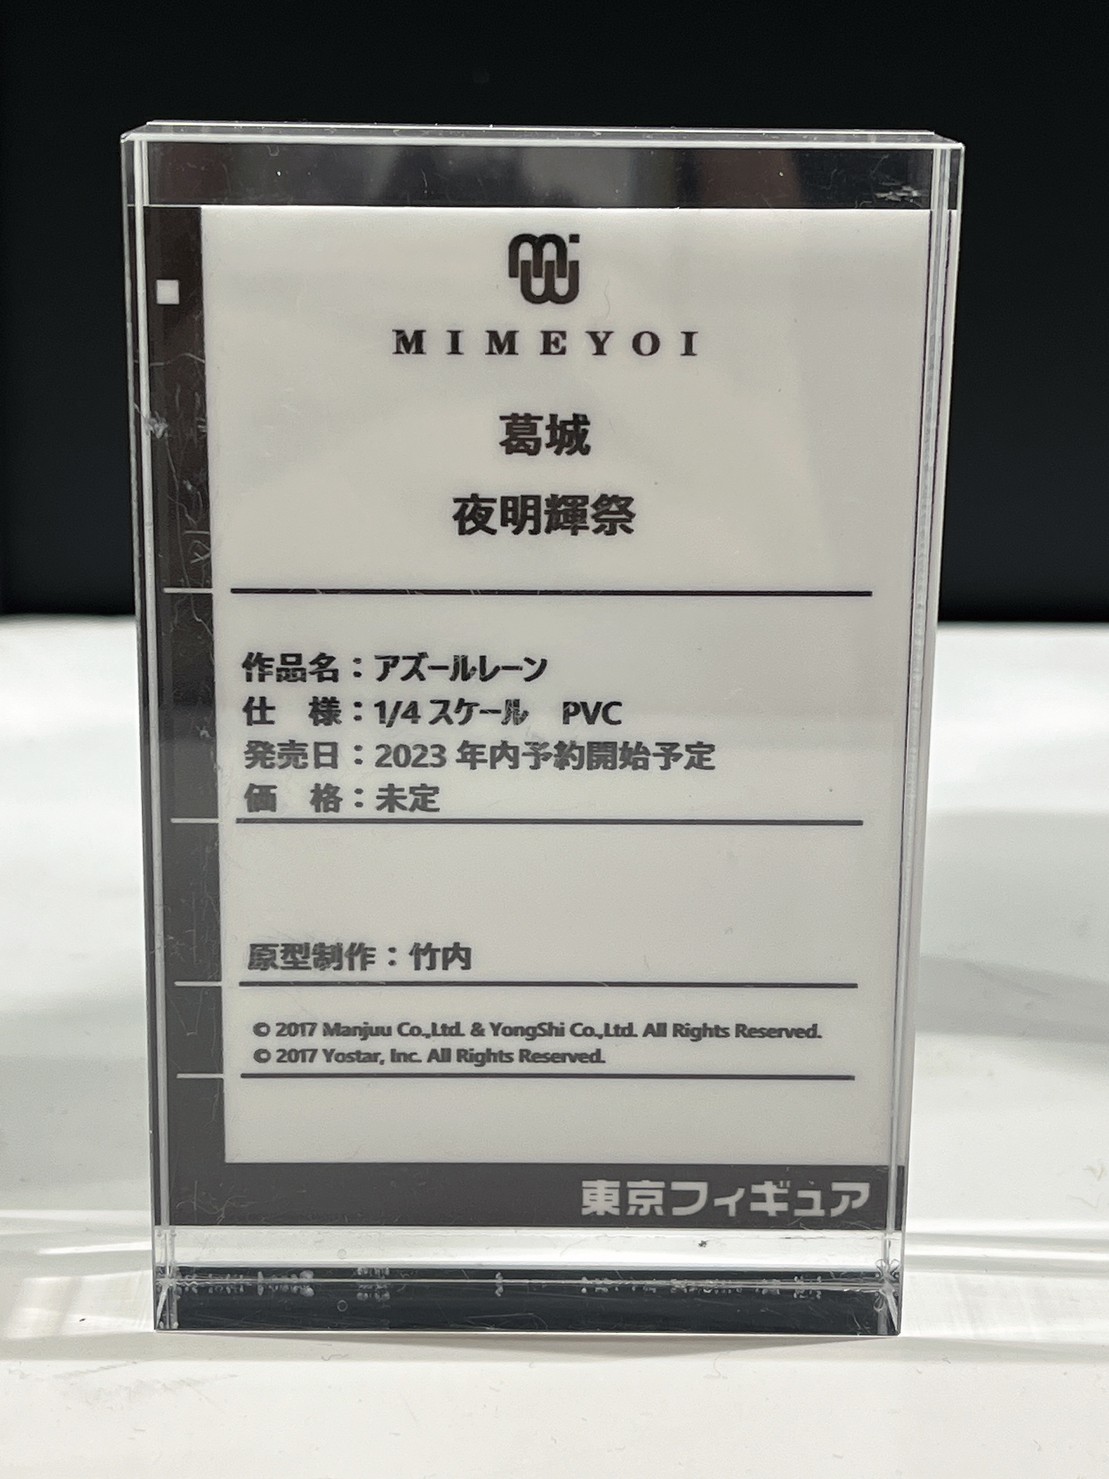 mi
MIMEYOI
葛城
夜明輝祭
作品名：アズールレーン
仕　様：1/4 スケール　PVC
発売日：2023 年内予約開始予定
価　格：未定
原型制作：竹内
© 2017 Manjuu Co.,Ltd. & YongShi Co.,Ltd. All Rights Reserved.
© 2017 Yostar, Inc. All Rights Reserved.
東京フィギュア